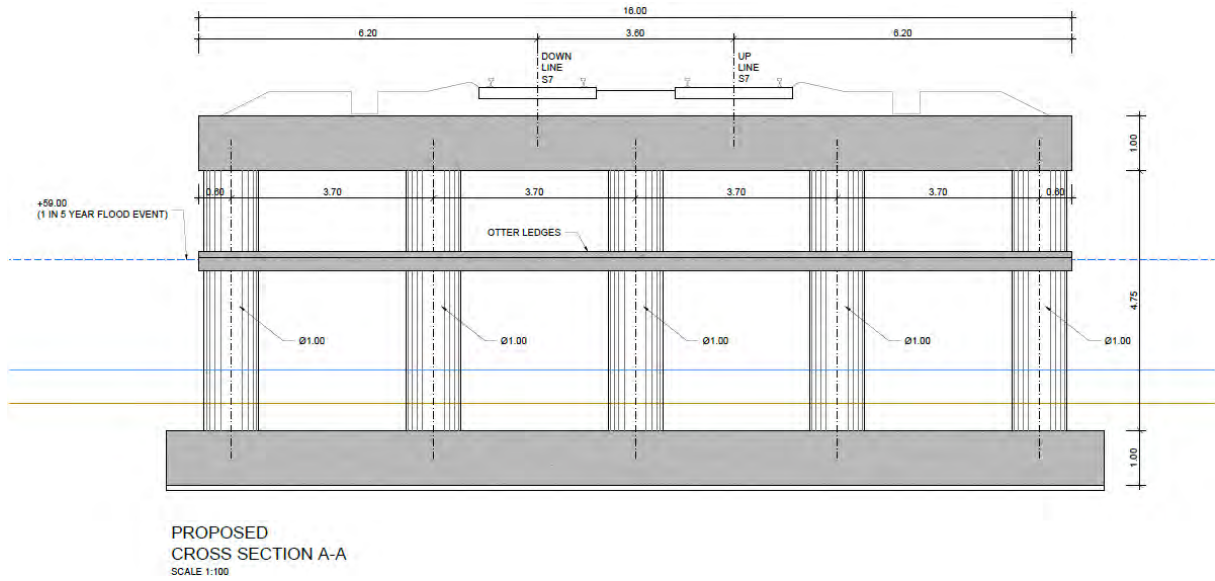 16.00
6.20
3.60
6.20
DOWN
LINE
S7
UP
LINE
S7
1.00
0.60
3.70
3.70
3.70
3.70
0.60
+59.00
(1 IN 5 YEAR FLOOD EVENT)
OTTER LEDGES
4.75
Ø1.00
Ø1.00
Ø1.00
Ø1.00
Ø1.00
1.00
PROPOSED
CROSS SECTION A-A
SCALE 1:100